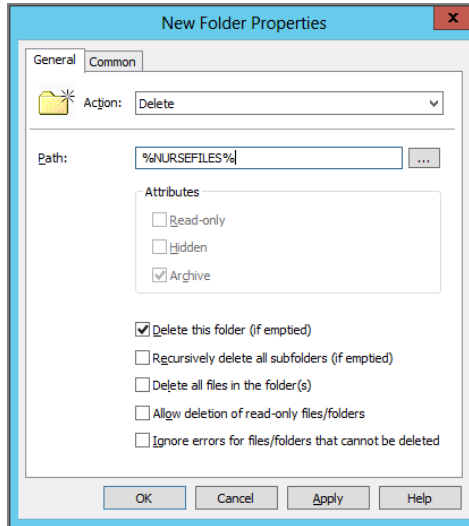 New Folder Properties
x
General Common
Action: Delete
Path: %NURSEFILES% ...
Attributes
Read-only
Hidden
Archive
Delete this folder (if emptied)
Recursively delete all subfolders (if emptied)
Delete all files in the folder(s)
Allow deletion of read-only files/folders
Ignore errors for files/folders that cannot be deleted
OK Cancel Apply Help